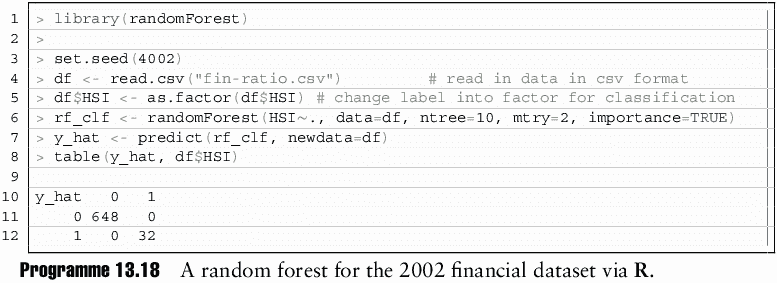 1 > library(randomForest)
2 >
3 > set.seed(4002)
4 > df <- read.csv("fin-ratio.csv") # read in data in csv format
5 > df$HSI <- as.factor(df$HSI) # change label into factor for classification
6 > rf_clf <- randomForest(HSI~., data=df, ntree=10, mtry=2, importance=TRUE)
7 > y_hat <- predict(rf_clf, newdata=df)
8 > table(y_hat, df$HSI)
9
10 y_hat 0 1
11 0 648 0
12 1 0 32
Programme 13.18 A random forest for the 2002 financial dataset via R.